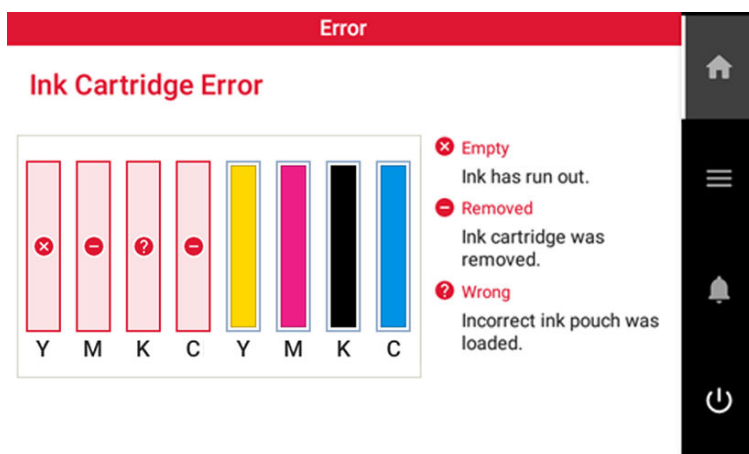 Error
Ink Cartridge Error
Y M K C Y M K C
Empty
Ink has run out.
Removed
Ink cartridge was
removed.
Wrong
Incorrect ink pouch was
loaded.